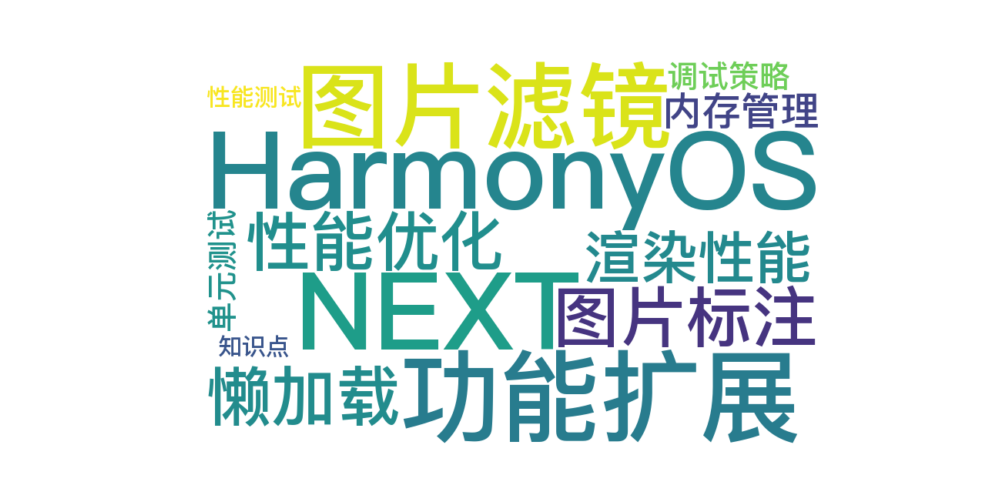 图片滤镜
调试策略
性能测试
内存管理
HarmonyOS
单元测试
性能优化
渲染性能
NEXT
图片标注
知识点
懒加载
功能扩展